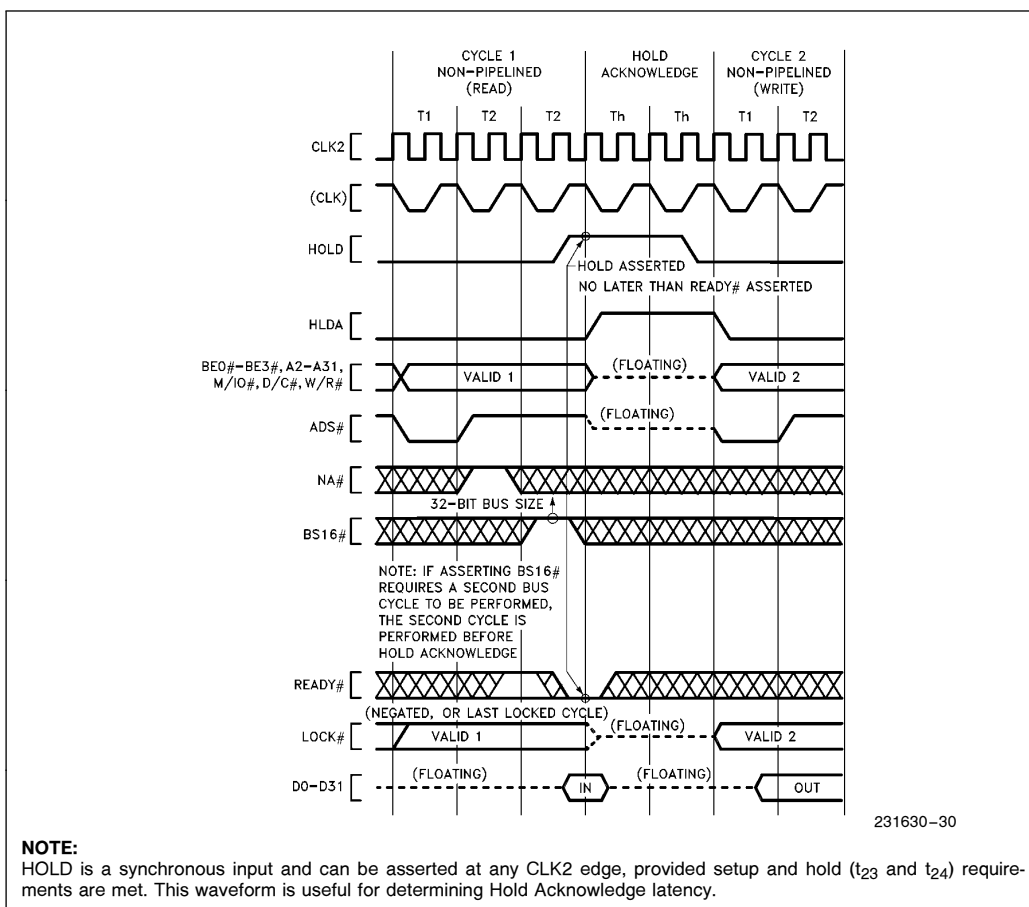 CYCLE 1
NON-PIPELINED
(READ)
HOLD
ACKNOWLEDGE
CYCLE 2
NON-PIPELINED
(WRITE)
T1 T2 T2 Th Th T1 T2
CLK2
(CLK)
HOLD
HOLD ASSERTED
NO LATER THAN READY# ASSERTED
HLDA
BE0#-BE3#, A2-A31,
M/IO#, D/C#, W/R#
VALID 1
(FLOATING)
VALID 2
ADS#
(FLOATING)
NA#
32-BIT BUS SIZE
BS16#
NOTE: IF ASSERTING BS16#
REQUIRES A SECOND BUS
CYCLE TO BE PERFORMED,
THE SECOND CYCLE IS
PERFORMED BEFORE
HOLD ACKNOWLEDGE
READY#
(NEGATED, OR LAST LOCKED CYCLE)
LOCK#
VALID 1
(FLOATING)
VALID 2
D0-D31
(FLOATING)
IN
(FLOATING)
OUT
231630–30
NOTE:
HOLD is a synchronous input and can be asserted at any CLK2 edge, provided setup and hold (t23 and t24) require-
ments are met. This waveform is useful for determining Hold Acknowledge latency.